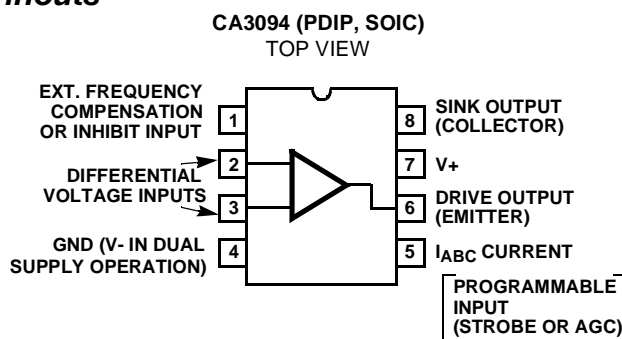 Pinouts
CA3094 (PDIP, SOIC)
TOP VIEW
EXT. FREQUENCY
COMPENSATION
OR INHIBIT INPUT
1
8
SINK OUTPUT
(COLLECTOR)
DIFFERENTIAL
VOLTAGE INPUTS
2
7
V+
3
6
DRIVE OUTPUT
(EMITTER)
GND (V- IN DUAL
SUPPLY OPERATION)
4
5
IABC CURRENT
PROGRAMMABLE
INPUT
(STROBE OR AGC)